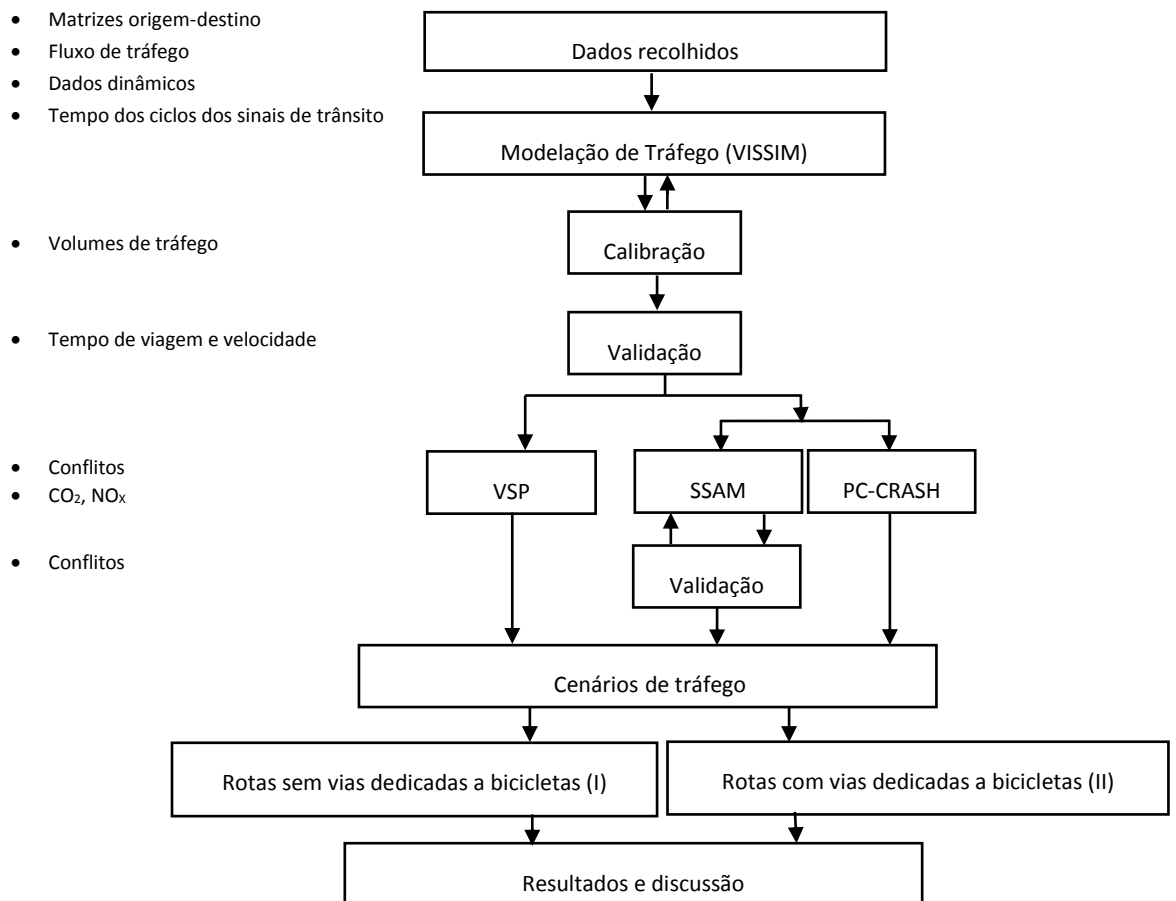 • Matrizes origem-destino
• Fluxo de tráfego
• Dados dinâmicos
• Tempo dos ciclos dos sinais de trânsito
Dados recolhidos
Modelação de Tráfego (VISSIM)
• Volumes de tráfego
Calibração
• Tempo de viagem e velocidade
Validação
• Conflitos
• CO₂, NOₓ
VSP
SSAM
PC-CRASH
• Conflitos
Validação
Cenários de tráfego
Rotas sem vias dedicadas a bicicletas (I)
Rotas com vias dedicadas a bicicletas (II)
Resultados e discussão